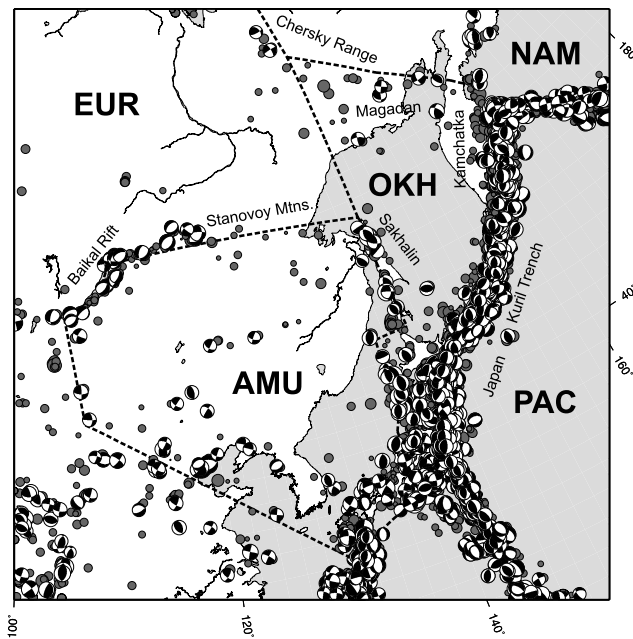 Chersky Range
NAM
180°
EUR
Magadan
Kamchatka
OKH
Stanovoy Mtns.
Baikal Rift
Sakhalin
Kuril Trench
40°
160°
Japan
AMU
PAC
100°
120°
140°